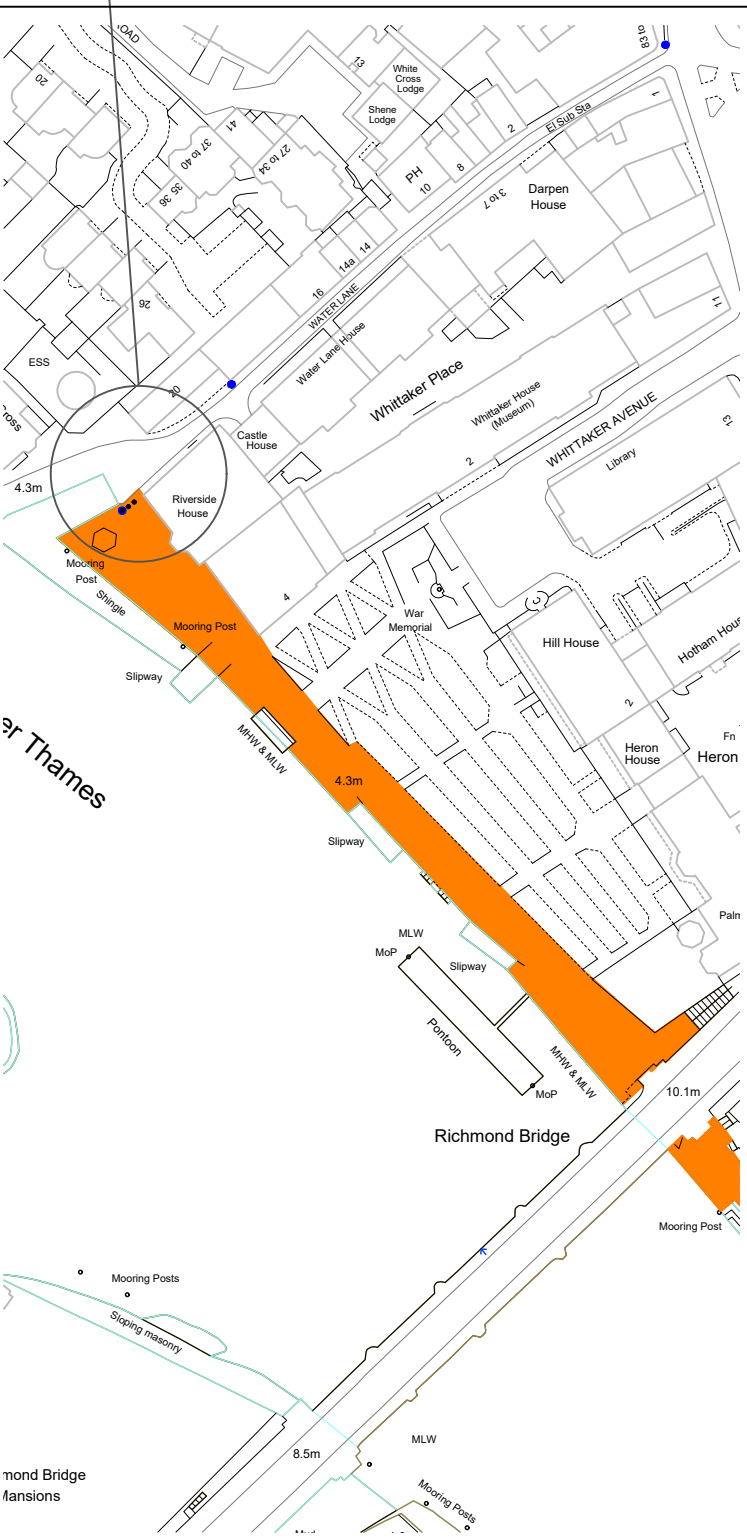 ROAD
83 to
20
13
White
Cross
Lodge
Shene
Lodge
41
37 to 40
27 to 34
35 36
PH
10
8
2
El Sub Sta
1
3 to 7
Darpen
House
14
14a
16
WATER LANE
26
ESS
20
Water Lane House
Whittaker Place
Whittaker House
(Museum)
11
WHITTAKER AVENUE
13
Library
Castle
House
2
4.3m
Riverside
House
Mooring
Post
Shingle
Mooring Post
4
War
Memorial
Hill House
Hotham Hou
2
Slipway
er Thames
MHW & MLW
4.3m
Heron
House
Fn
Heron
Slipway
MLW
MoP
Slipway
Palm
Pontoon
MHW & MLW
MoP
10.1m
Richmond Bridge
Mooring Post
Mooring Posts
Sloping masonry
8.5m
MLW
mond Bridge
Mansions
Mooring Posts